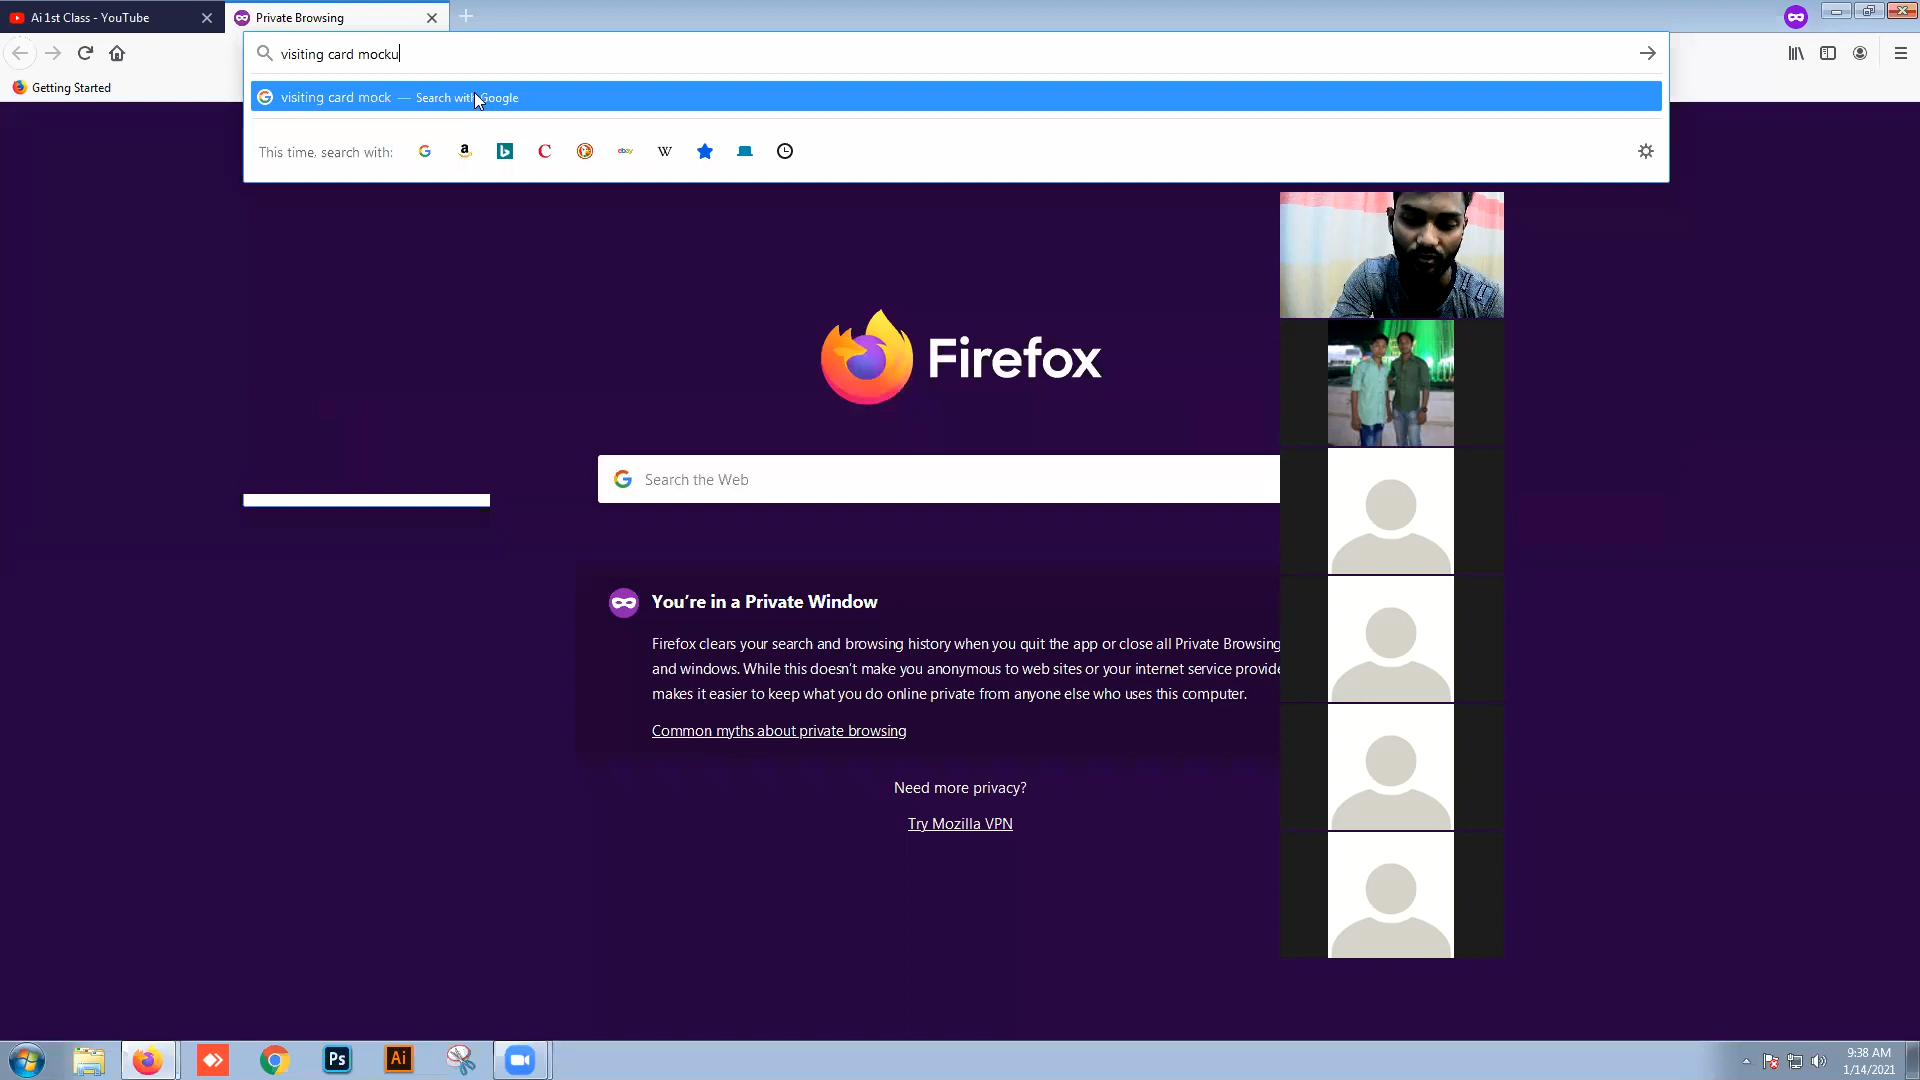 Ai 1st Class - YouTube
Private Browsing
visiting card mocku
Getting Started
visiting card mock — Search with Google
This time, search with:
Firefox
Search the Web
You're in a Private Window
Firefox clears your search and browsing history when you quit the app or close all Private Browsing
and windows. While this doesn't make you anonymous to web sites or your internet service provide
makes it easier to keep what you do online private from anyone else who uses this computer.
Common myths about private browsing
Need more privacy?
Try Mozilla VPN
Ps
Ai
9:38 AM
1/14/2021